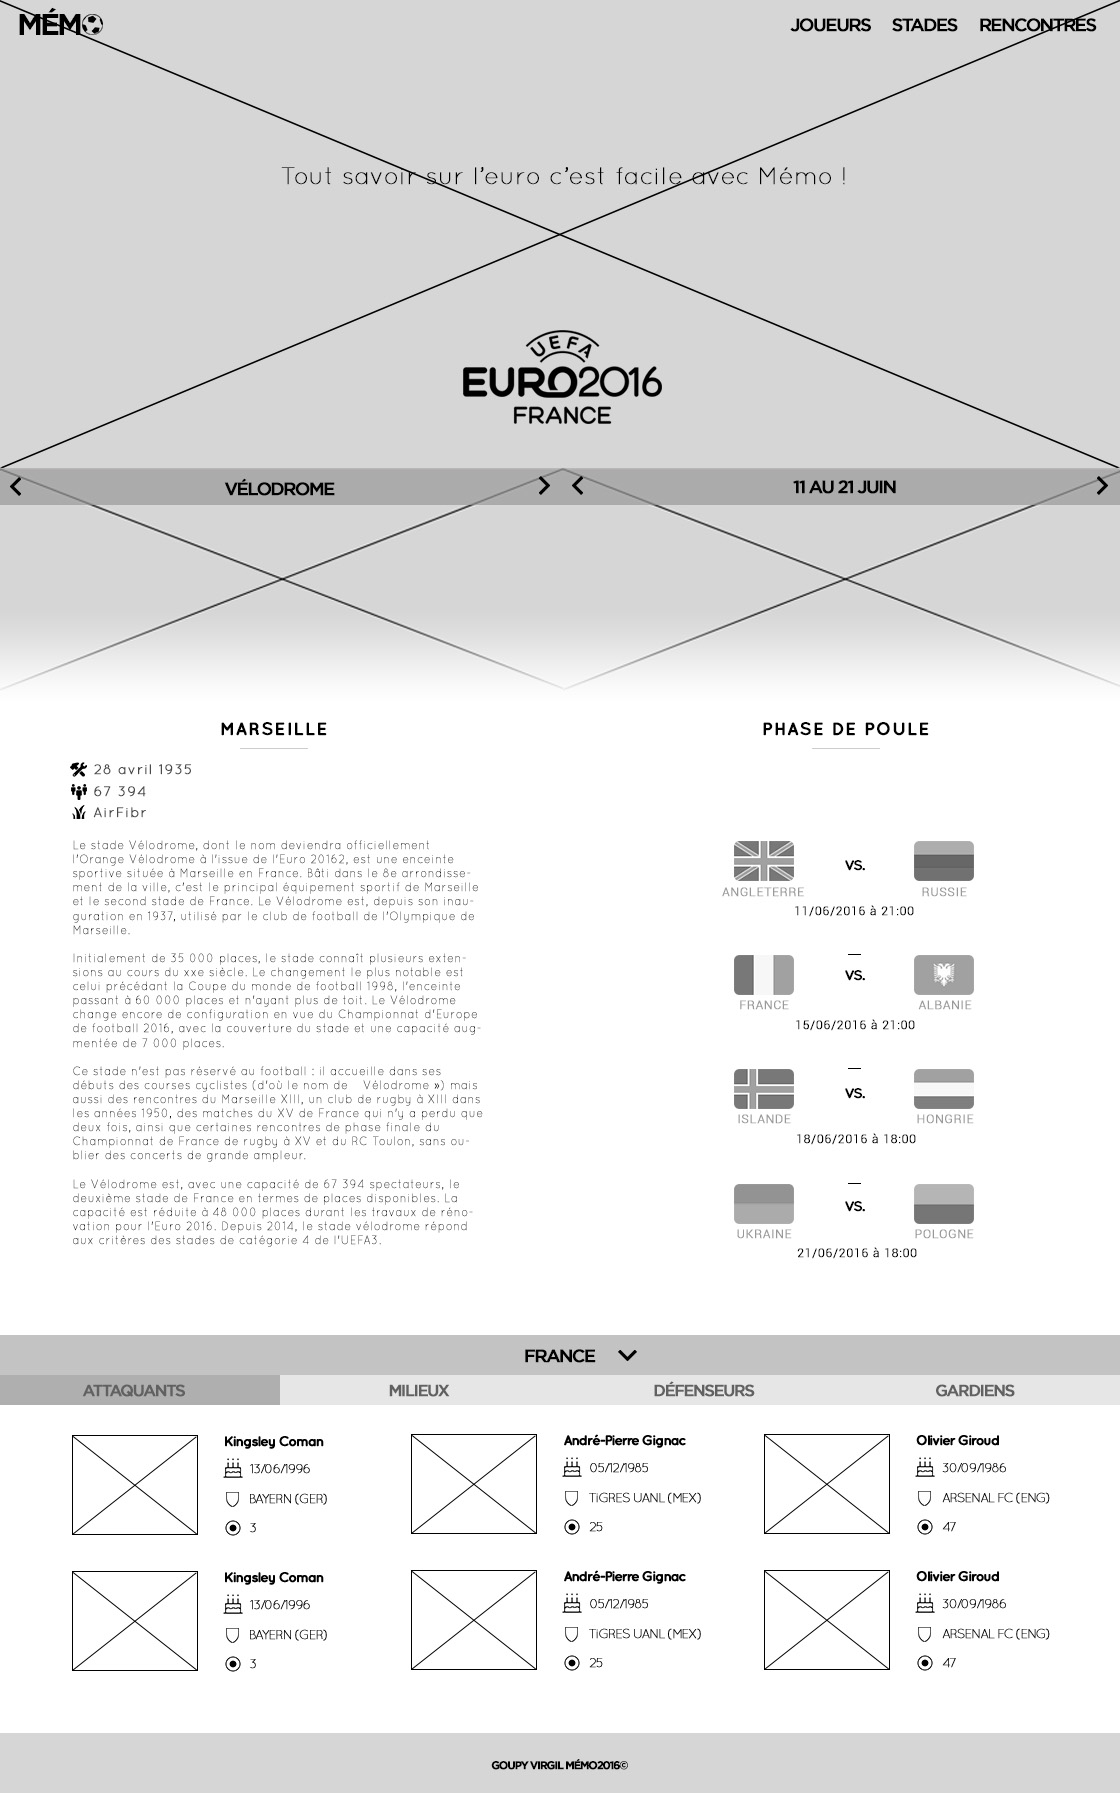 MÉMO
JOUEURS STADES RENCONTRES
Tout savoir sur l'euro c'est facile avec Mémo !
UEFA
EURO2016
FRANCE
VÉLODROME
11 AU 21 JUIN
MARSEILLE
28 avril 1935
67 394
AirFibr
Le stade Vélodrome, dont le nom deviendra officiellement
l'Orange Vélodrome à l'issue de l'Euro 20162, est une enceinte
sportive située à Marseille en France. Bâti dans le 8e arrondisse-
ment de la ville, c'est le principal équipement sportif de Marseille
et le second stade de France. Le Vélodrome est, depuis son inau-
guration en 1937, utilisé par le club de football de l'Olympique de
Marseille.
Initialement de 35 000 places, le stade connaît plusieurs exten-
sions au cours du xxe siècle. Le changement le plus notable est
celui précédant la Coupe du monde de football 1998, l'enceinte
passant à 60 000 places et n'ayant plus de toit. Le Vélodrome
change encore de configuration en vue du Championnat d'Europe
de football 2016, avec la couverture du stade et une capacité aug-
mentée de 7 000 places.
Ce stade n'est pas réservé au football : il accueille dans ses
débuts des courses cyclistes (d'où le nom de Vélodrome ») mais
aussi des rencontres du Marseille XIII, un club de rugby à XIII dans
les années 1950, des matches du XV de France qui n'y a perdu que
deux fois, ainsi que certaines rencontres de phase finale du
Championnat de France de rugby à XV et du RC Toulon, sans ou-
blier des concerts de grande ampleur.
Le Vélodrome est, avec une capacité de 67 394 spectateurs, le
deuxième stade de France en termes de places disponibles. La
capacité est réduite à 48 000 places durant les travaux de réno-
vation pour l'Euro 2016. Depuis 2014, le stade vélodrome répond
aux critères des stades de catégorie 4 de l'UEFA3.
PHASE DE POULE
VS.
ANGLETERRE RUSSIE
11/06/2016 à 21:00
VS.
FRANCE ALBANIE
15/06/2016 à 21:00
VS.
ISLANDE HONGRIE
18/06/2016 à 18:00
VS.
UKRAINE POLOGNE
21/06/2016 à 18:00
FRANCE
ATTAQUANTS MILIEUX DÉFENSEURS GARDIENS
Kingsley Coman
13/06/1996
BAYERN (GER)
3
André-Pierre Gignac
05/12/1985
TiGRES UANL (MEX)
25
Olivier Giroud
30/09/1986
ARSENAL FC (ENG)
47
Kingsley Coman
13/06/1996
BAYERN (GER)
3
André-Pierre Gignac
05/12/1985
TiGRES UANL (MEX)
25
Olivier Giroud
30/09/1986
ARSENAL FC (ENG)
47
GOUPY VIRGIL MÉMO2016©